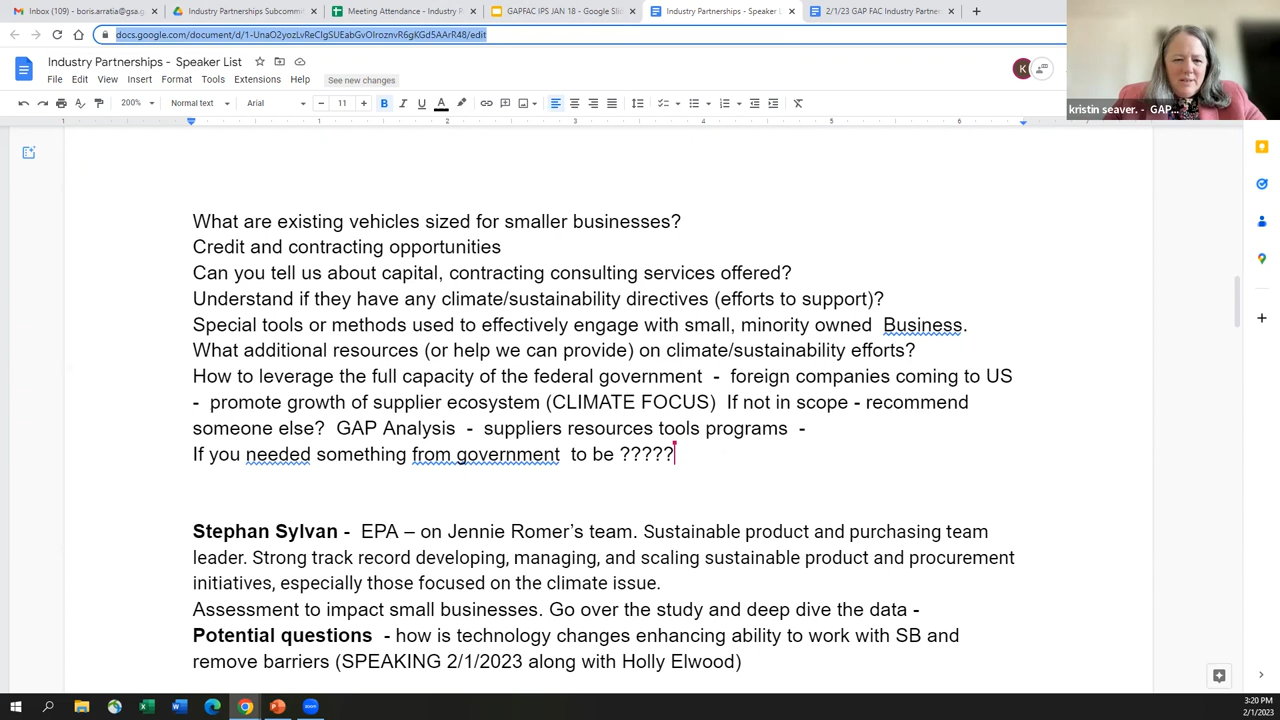 Inbox (109) - boris.arratia@gsa.g
Industry Partnerships Subcommit
Meeting Attendance - Industry P
GAPFAC IPS JAN 18 - Google Slid
Industry Partnerships - Speaker L
2/1/23 GAP FAC Industry Partne
docs.google.com/document/d/1-UnaO2yozLvReClgSUEabGvOlroznvR6gKGd5AArR48/edit
Industry Partnerships - Speaker List
File Edit View Insert Format Tools Extensions Help
See new changes
K
kristin seaver. - GAP...
200% Normal text Arial 11 B I U A
1 1 2 3 4 5 6
What are existing vehicles sized for smaller businesses?
Credit and contracting opportunities
Can you tell us about capital, contracting consulting services offered?
Understand if they have any climate/sustainability directives (efforts to support)?
Special tools or methods used to effectively engage with small, minority owned Business.
What additional resources (or help we can provide) on climate/sustainability efforts?
How to leverage the full capacity of the federal government - foreign companies coming to US
- promote growth of supplier ecosystem (CLIMATE FOCUS) If not in scope - recommend
someone else? GAP Analysis - suppliers resources tools programs -
If you needed something from government to be ?????
Stephan Sylvan - EPA – on Jennie Romer's team. Sustainable product and purchasing team
leader. Strong track record developing, managing, and scaling sustainable product and procurement
initiatives, especially those focused on the climate issue.
Assessment to impact small businesses. Go over the study and deep dive the data -
Potential questions - how is technology changes enhancing ability to work with SB and
remove barriers (SPEAKING 2/1/2023 along with Holly Elwood)
3:20 PM
2/1/2023